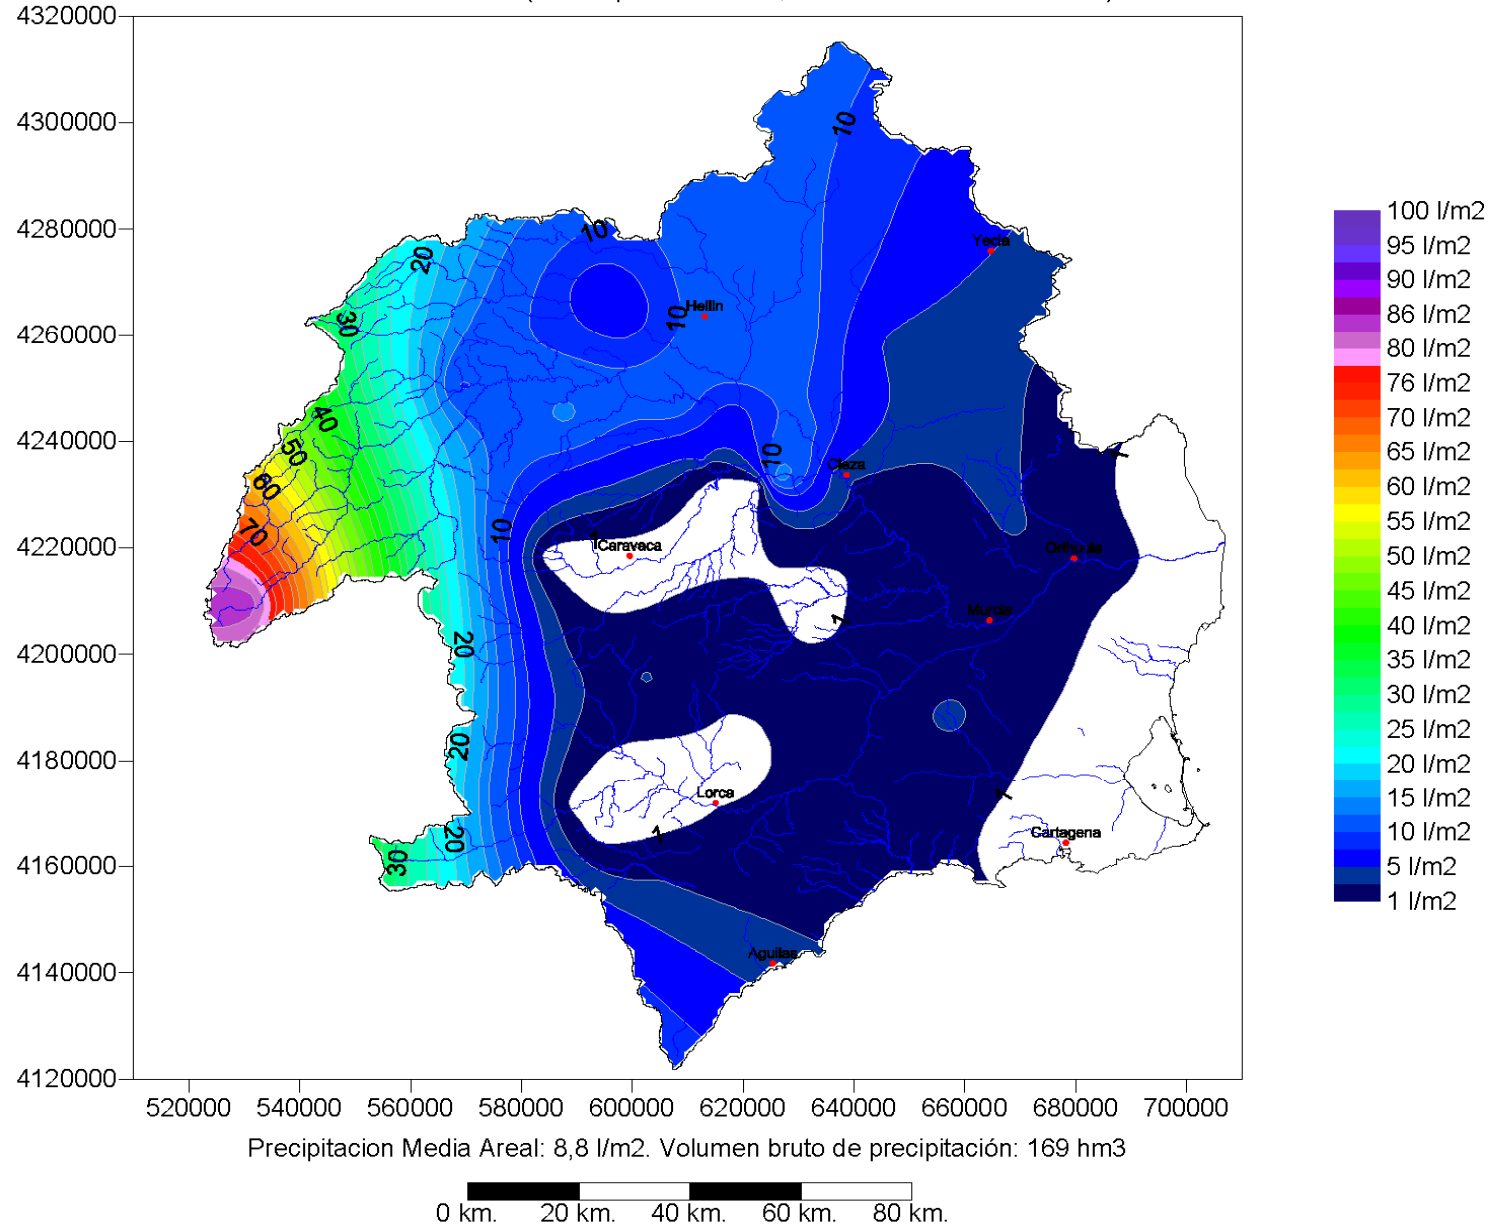 4320000
4300000
4280000
4260000
4240000
4220000
4200000
4180000
4160000
4140000
4120000
520000
540000
560000
580000
600000
620000
640000
660000
680000
700000
10
10
20
30
10
40
50
60
70
10
10
20
20
20
30
1
1
1
1
1
Yecla
Hellin
Cieza
Caravaca
Orihuela
Murcia
Lorca
Cartagena
Aguilas
100 l/m2
95 l/m2
90 l/m2
86 l/m2
80 l/m2
76 l/m2
70 l/m2
65 l/m2
60 l/m2
55 l/m2
50 l/m2
45 l/m2
40 l/m2
35 l/m2
30 l/m2
25 l/m2
20 l/m2
15 l/m2
10 l/m2
5 l/m2
1 l/m2
Precipitacion Media Areal: 8,8 l/m2. Volumen bruto de precipitación: 169 hm3
0 km. 20 km. 40 km. 60 km. 80 km.